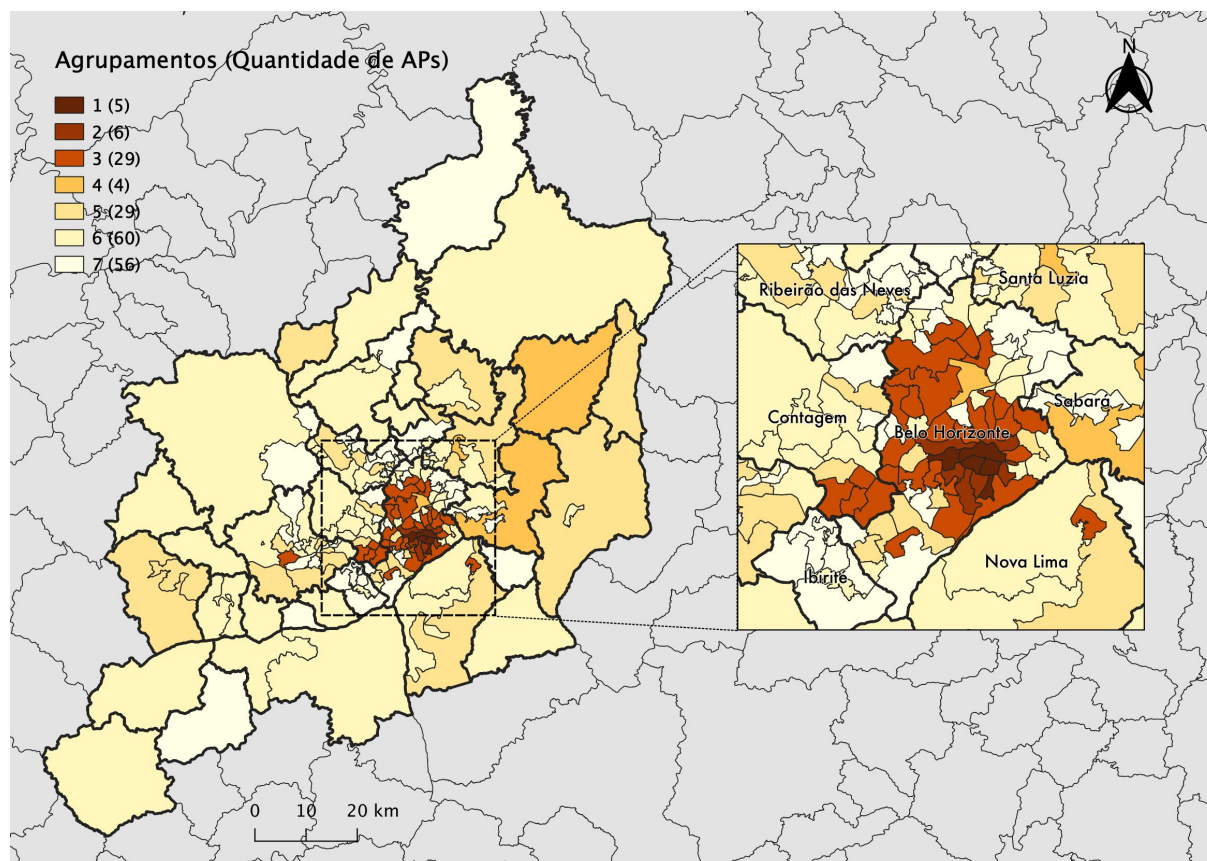 Agrupamentos (Quantidade de APs)
1 (5)
2 (6)
3 (29)
4 (4)
5 (29)
6 (60)
7 (56)
N
Ribeirão das Neves
Santa Luzia
Contagem
Sabará
Belo Horizonte
Nova Lima
Ibirité
0 10 20 km